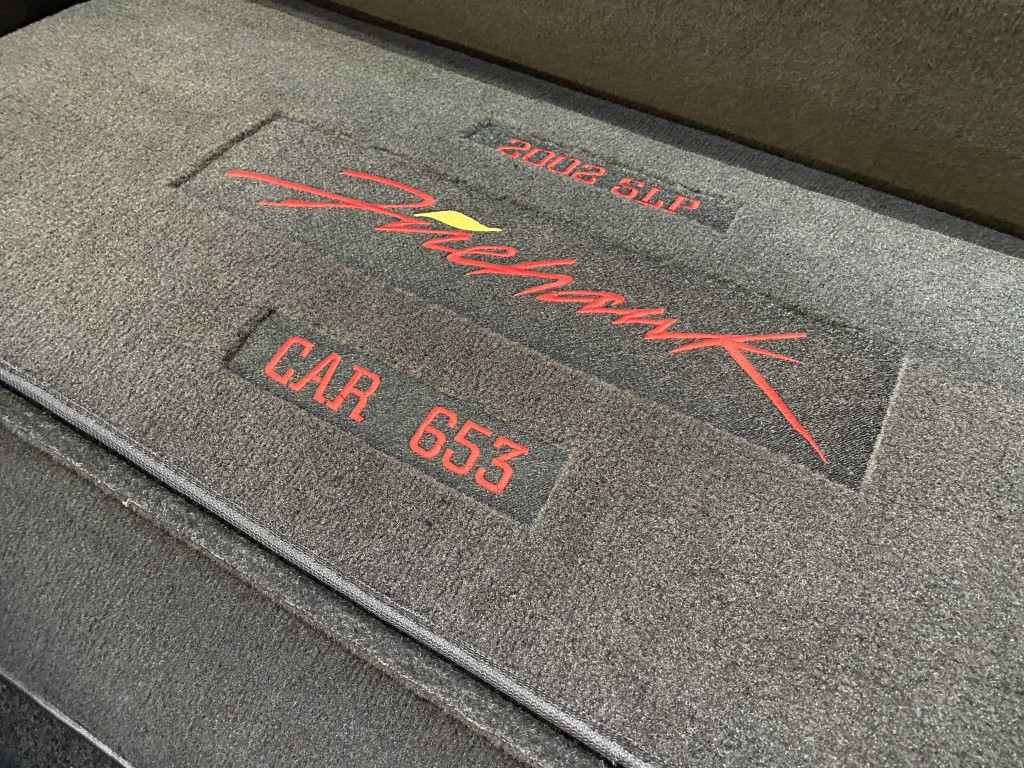 2002 SLP
Firehawk
CAR 653